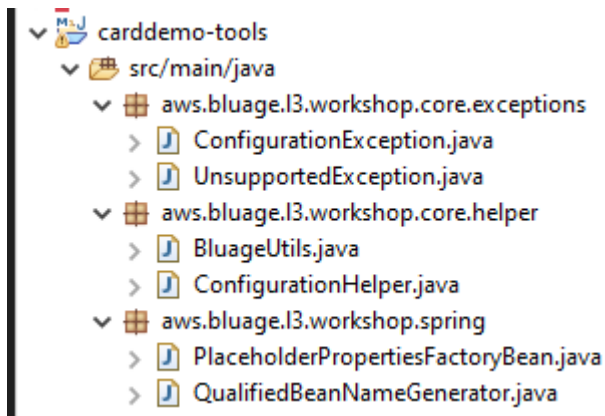 carddemo-tools
src/main/java
aws.bluage.l3.workshop.core.exceptions
ConfigurationException.java
UnsupportedException.java
aws.bluage.l3.workshop.core.helper
BluageUtils.java
ConfigurationHelper.java
aws.bluage.l3.workshop.spring
PlaceholderPropertiesFactoryBean.java
QualifiedBeanNameGenerator.java